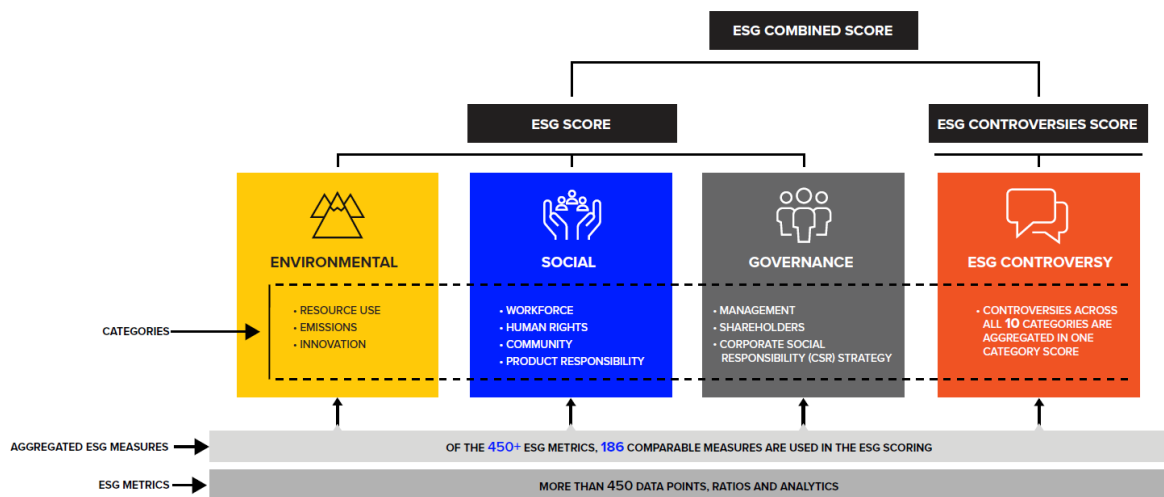 ESG COMBINED SCORE
ESG SCORE
ESG CONTROVERSIES SCORE
ENVIRONMENTAL
SOCIAL
GOVERNANCE
ESG CONTROVERSY
CATEGORIES
• RESOURCE USE
• EMISSIONS
• INNOVATION
• WORKFORCE
• HUMAN RIGHTS
• COMMUNITY
• PRODUCT RESPONSIBILITY
• MANAGEMENT
• SHAREHOLDERS
• CORPORATE SOCIAL
RESPONSIBILITY (CSR) STRATEGY
• CONTROVERSIES ACROSS
ALL 10 CATEGORIES ARE
AGGREGATED IN ONE
CATEGORY SCORE
AGGREGATED ESG MEASURES
OF THE 450+ ESG METRICS, 186 COMPARABLE MEASURES ARE USED IN THE ESG SCORING
ESG METRICS
MORE THAN 450 DATA POINTS, RATIOS AND ANALYTICS